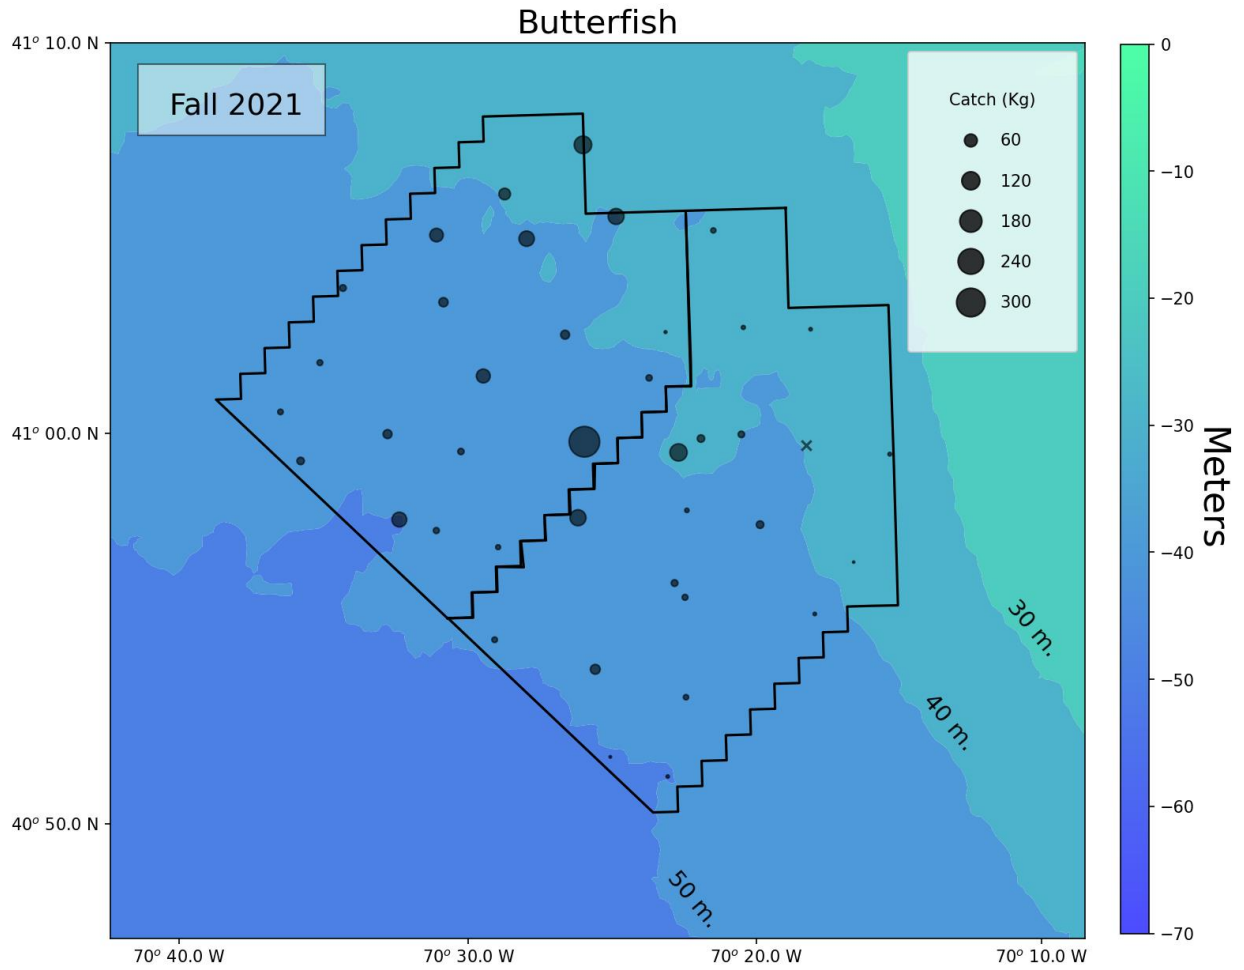 Butterfish
41° 10.0 N
41° 00.0 N
40° 50.0 N
Fall 2021
Catch (Kg)
60
120
180
240
300
30 m.
40 m.
50 m.
70° 40.0 W
70° 30.0 W
70° 20.0 W
70° 10.0 W
0
−10
−20
−30
−40
−50
−60
−70
Meters